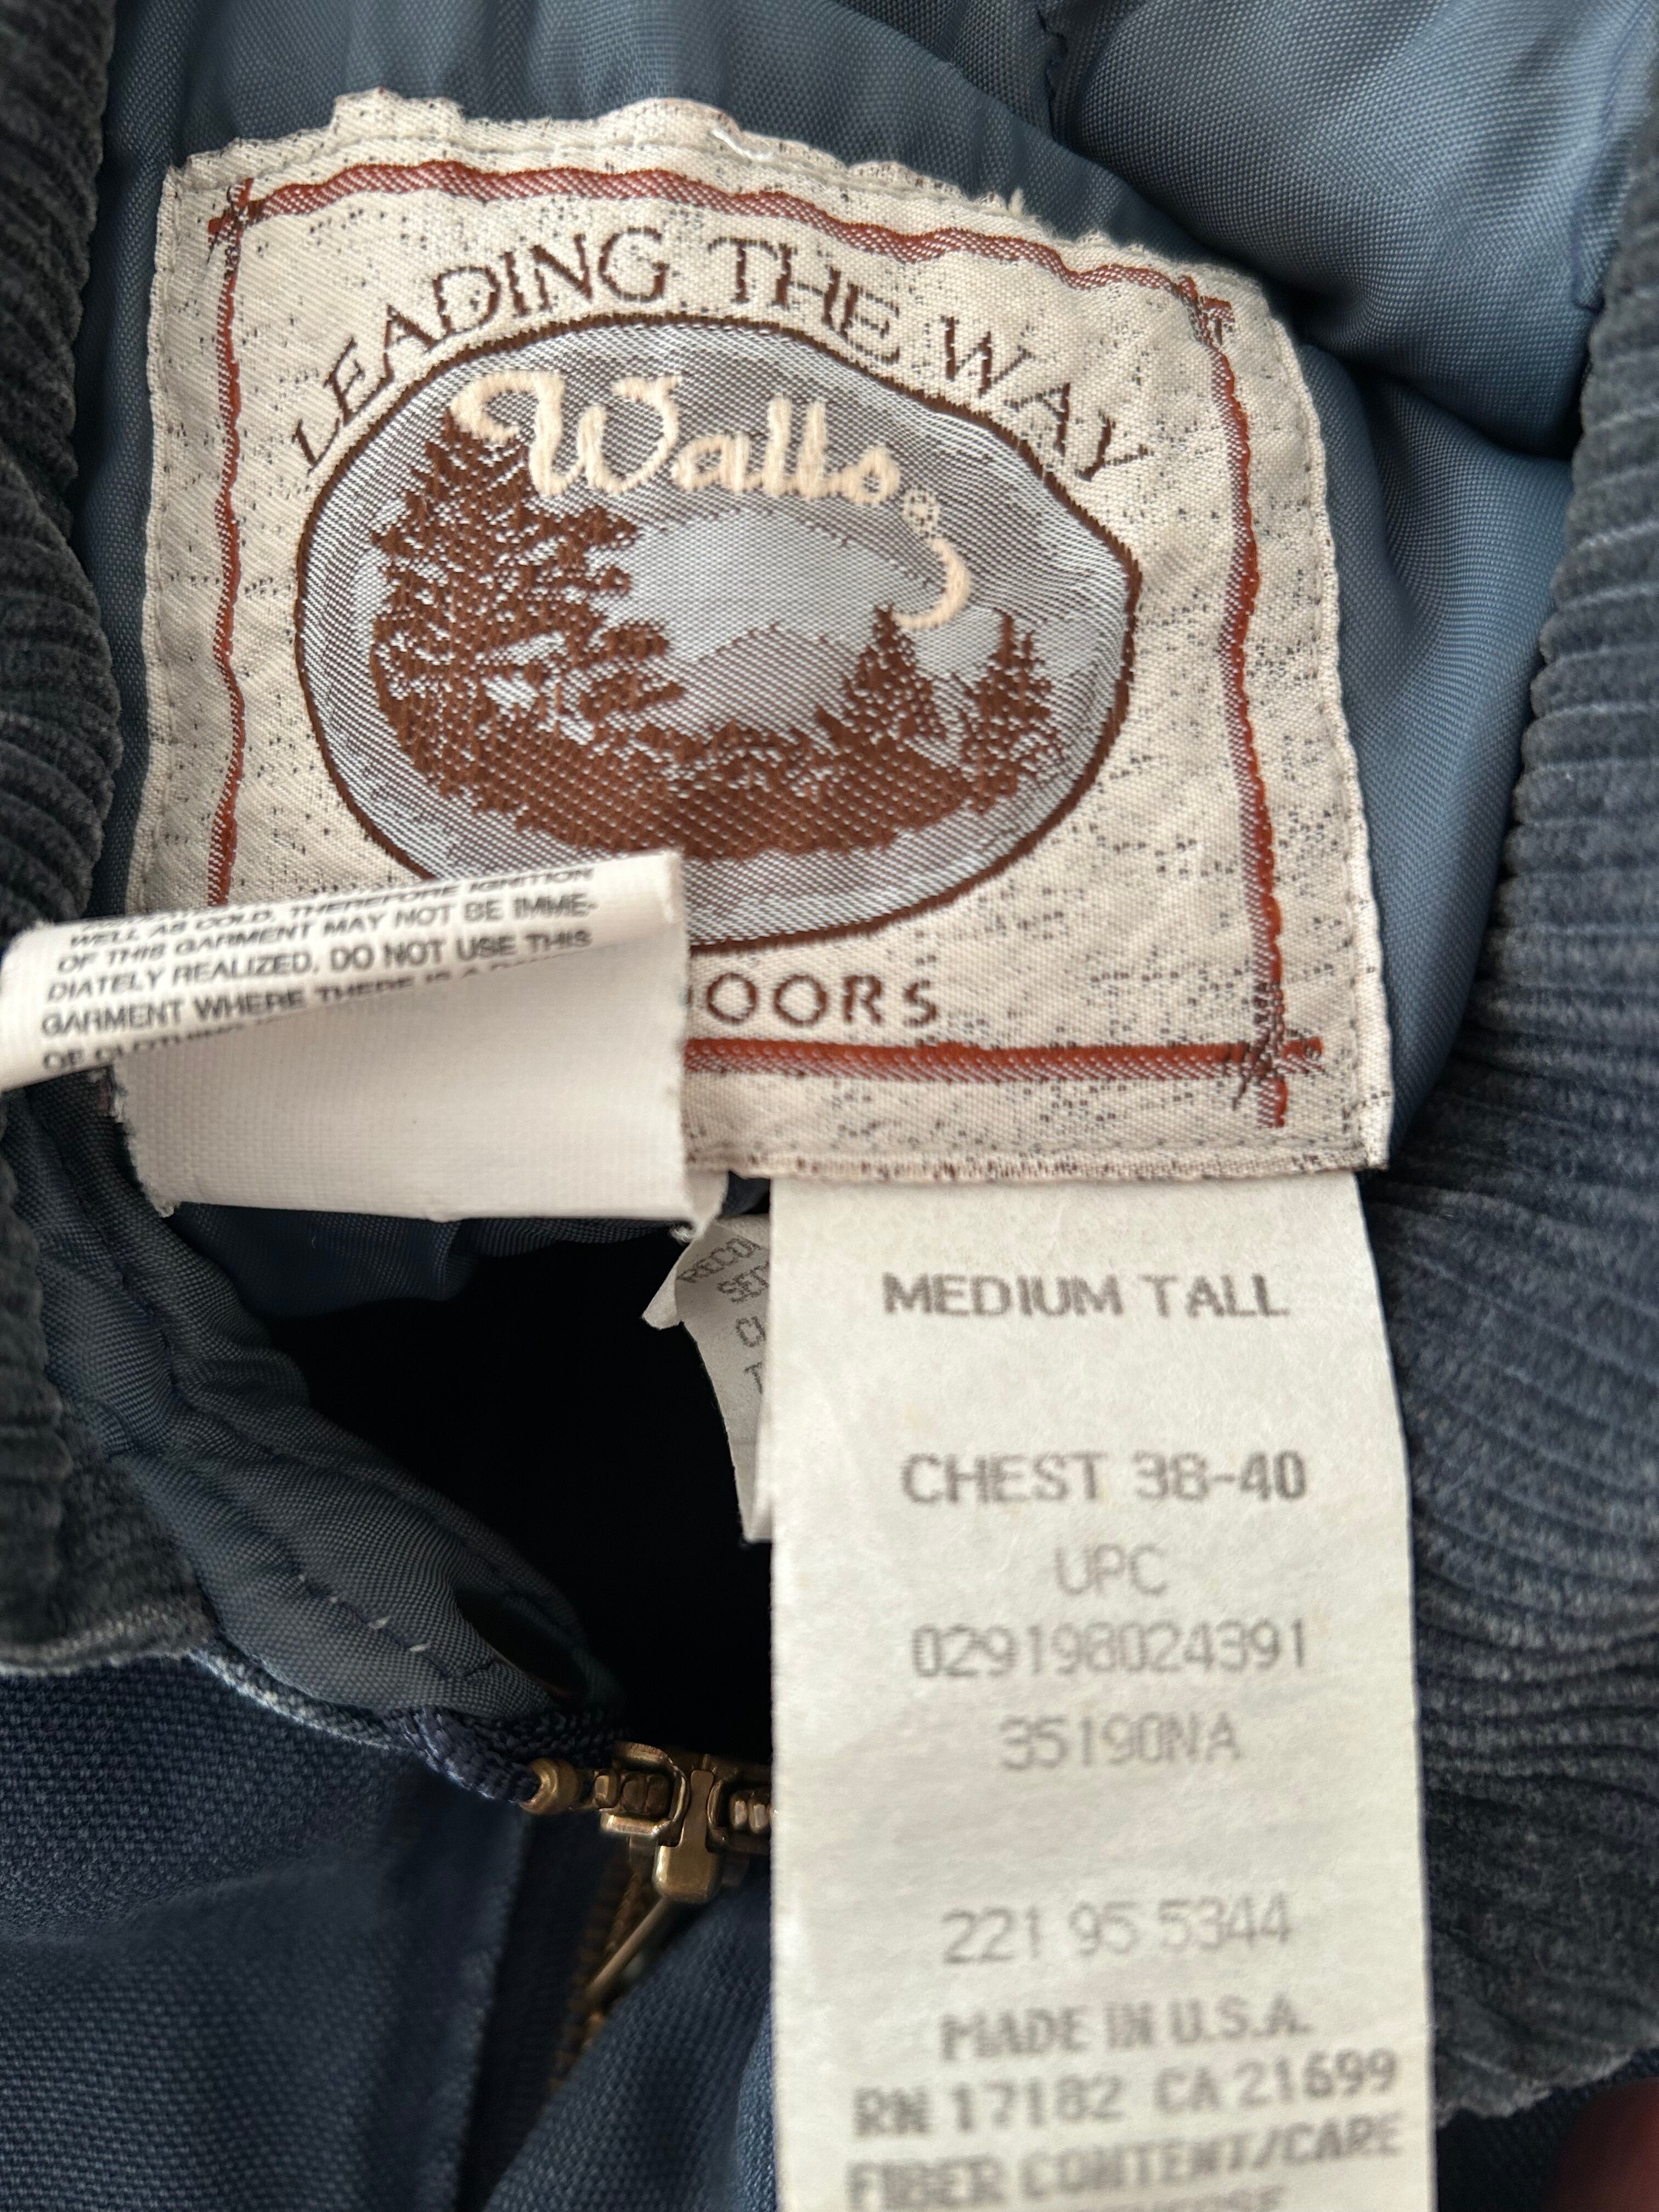 LEADING THE WAY
Walls®
OORS
WELL AS COLD, THEREFORE IGNITION
OF THIS GARMENT MAY NOT BE IMME-
DIATELY REALIZED, DO NOT USE THIS
GARMENT WHERE THERE IS A
OF CLOTHING
MEDIUM TALL
CHEST 38-40
UPC
029198024391
35190NA
221 95 5344
MADE IN U.S.A.
RN 17182 CA 21699
FIBER CONTENT/CARE